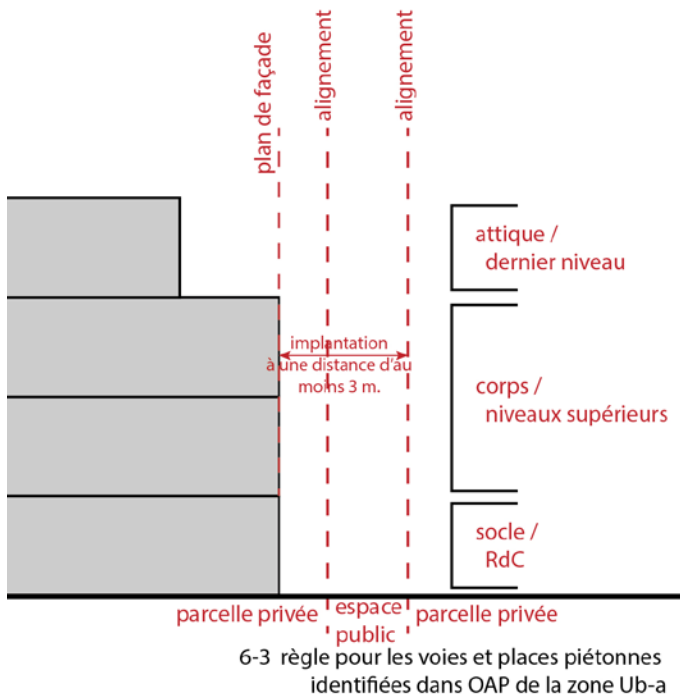 plan de façade
alignement
alignement
attique /
dernier niveau
implantation
à une distance d'au
moins 3 m.
corps /
niveaux supérieurs
socle /
RdC
parcelle privée
espace
public
parcelle privée
6-3 règle pour les voies et places piétonnes
identifiées dans OAP de la zone Ub-a